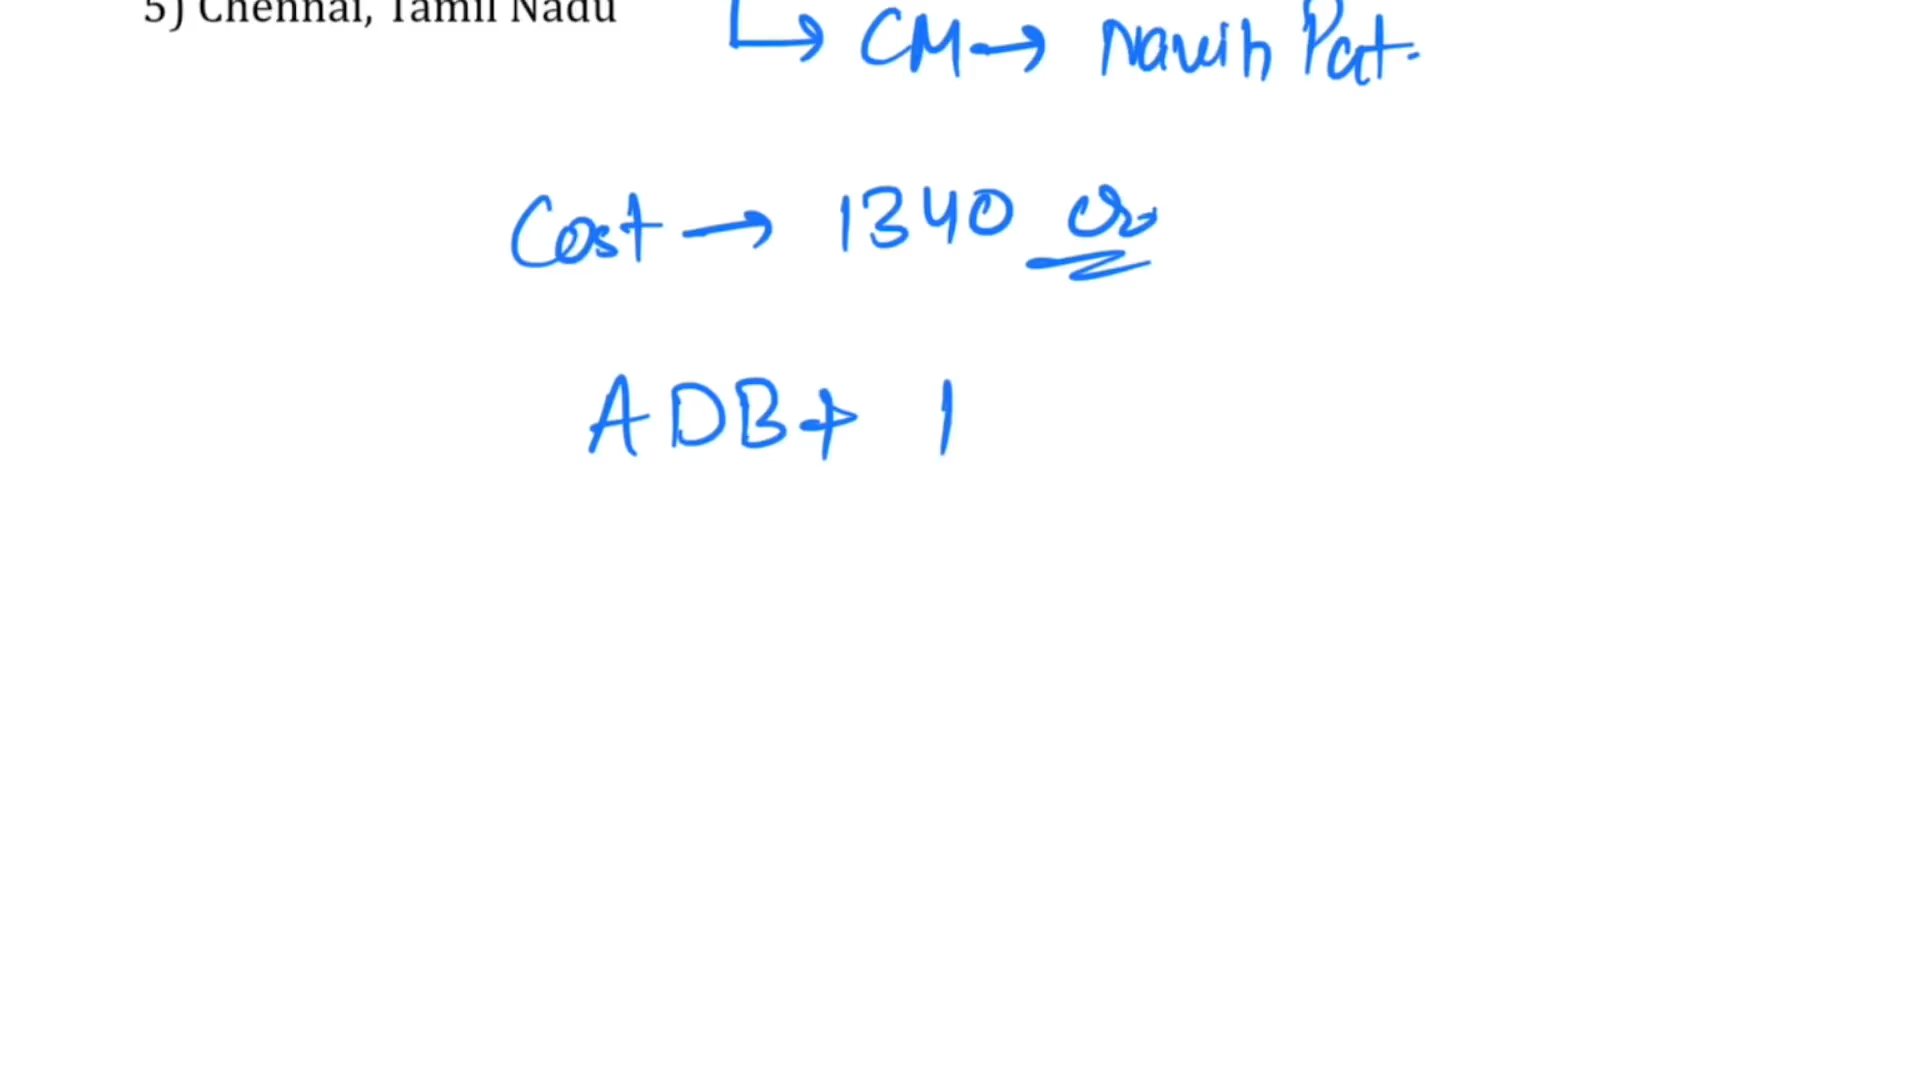 5) Chennai, Tamil Nadu
↳ CM → Navin Pat.
Cost → 1340 cr
ADB → 1